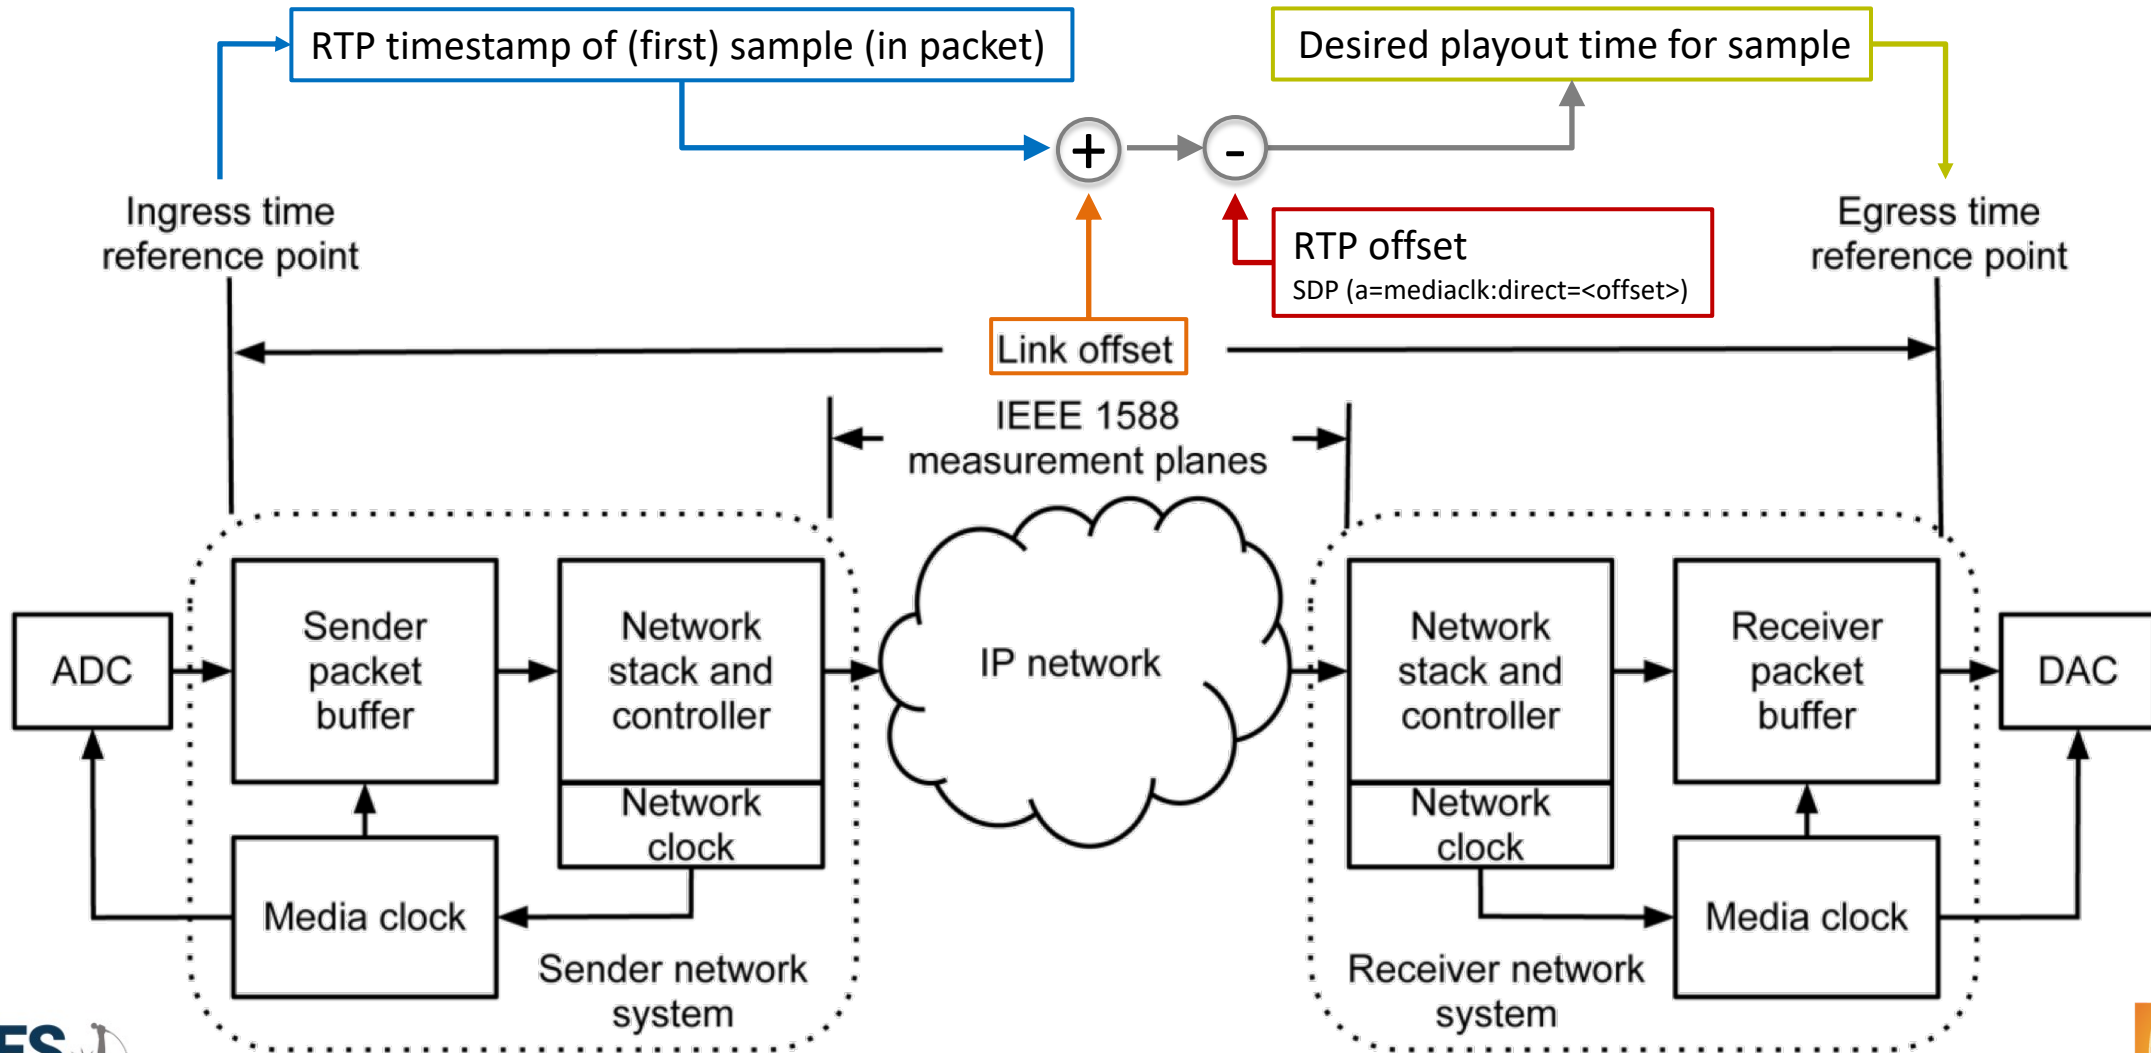 RTP timestamp of (first) sample (in packet)
Desired playout time for sample
+
-
Ingress time
reference point
Egress time
reference point
RTP offset
SDP (a=mediaclk:direct=<offset>)
Link offset
IEEE 1588
measurement planes
ADC
Sender
packet
buffer
Network
stack and
controller
Network
clock
Media clock
Sender network
system
IP network
Network
stack and
controller
Network
clock
Receiver
packet
buffer
Media clock
Receiver network
system
DAC